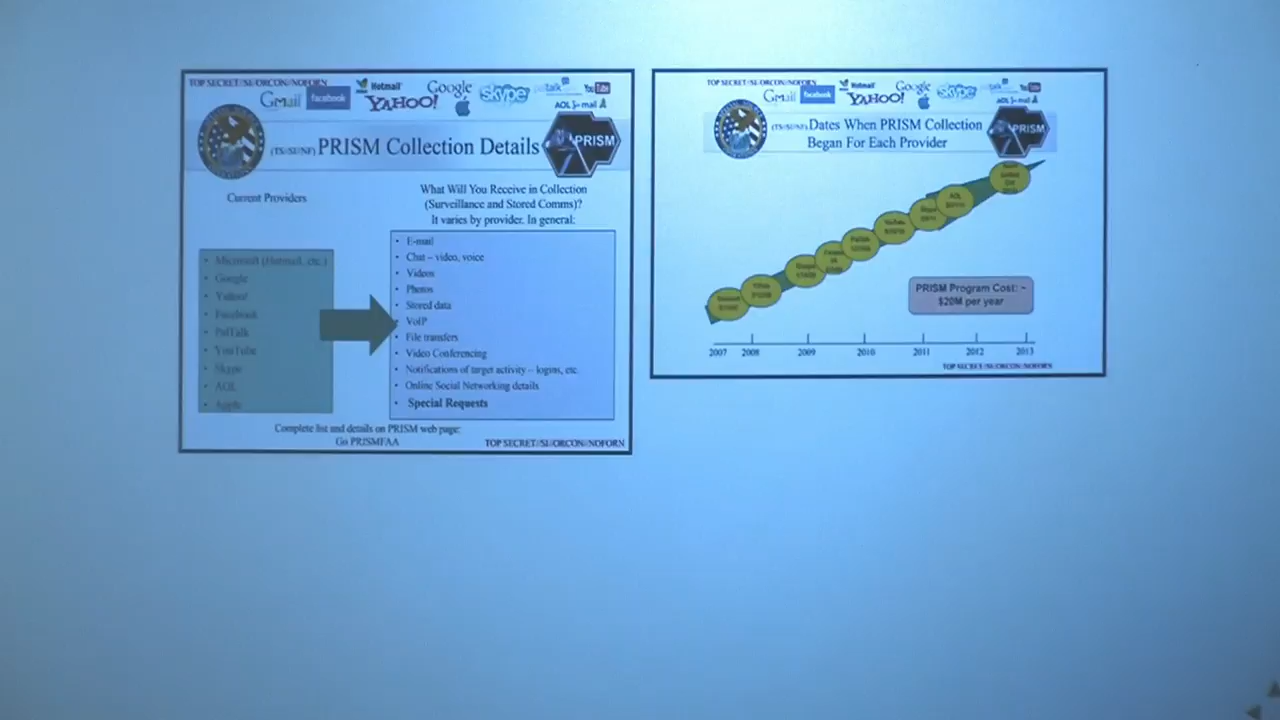 TOP SECRET//SI//ORCON//NOFORN
Hotmail
Google
skype
paltalk
YouTube
Gmail
facebook
YAHOO!
AOL
mail
(TS//SI//NF) PRISM Collection Details
PRISM
Current Providers
What Will You Receive in Collection
(Surveillance and Stored Comms)?
It varies by provider. In general:
• Microsoft (Hotmail, etc.)
• Google
• Yahoo!
• Facebook
• PalTalk
• YouTube
• Skype
• AOL
• Apple
• E-mail
• Chat – video, voice
• Videos
• Photos
• Stored data
• VoIP
• File transfers
• Video Conferencing
• Notifications of target activity – logins, etc.
• Online Social Networking details
• Special Requests
Complete list and details on PRISM web page:
Go PRISMFAA
TOP SECRET//SI//ORCON//NOFORN
TOP SECRET//SI//ORCON//NOFORN
Hotmail
Google
skype
paltalk
YouTube
Gmail
facebook
YAHOO!
AOL
mail
(TS//SI//NF) Dates When PRISM Collection
Began For Each Provider
PRISM
AOL
YouTube
PalTalk
Google
Yahoo
PRISM Program Cost: ~
$20M per year
2007 2008 2009 2010 2011 2012 2013
TOP SECRET//SI//ORCON//NOFORN